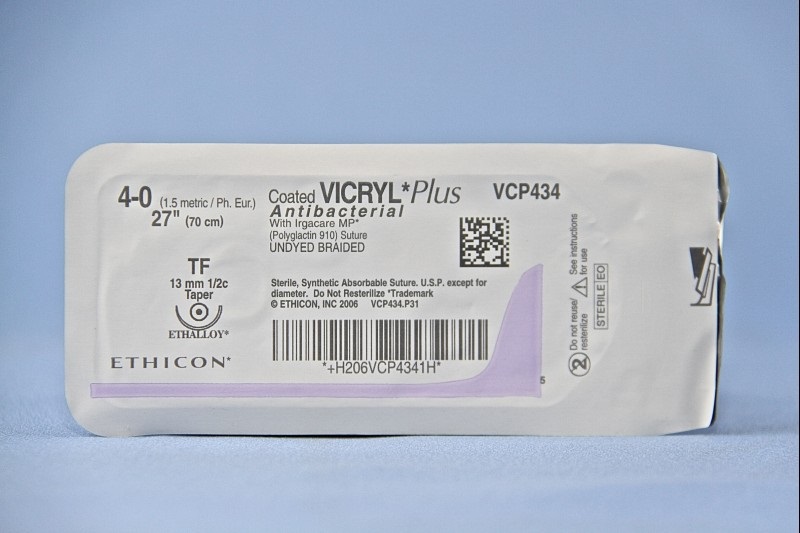 4-0 (1.5 metric / Ph. Eur.)
27" (70 cm)
TF
13 mm 1/2c
Taper
ETHALLOY*
ETHICON*
Coated VICRYL* Plus
Antibacterial
With Irgacare MP*
(Polyglactin 910) Suture
UNDYED BRAIDED
VCP434
Sterile, Synthetic Absorbable Suture. U.S.P. except for
diameter. Do Not Resterilize *Trademark
© ETHICON, INC 2006 VCP434.P31
*+H206VCP4341H*
5
2 Do not reuse/
resterilize
See instructions
for use
STERILE EO